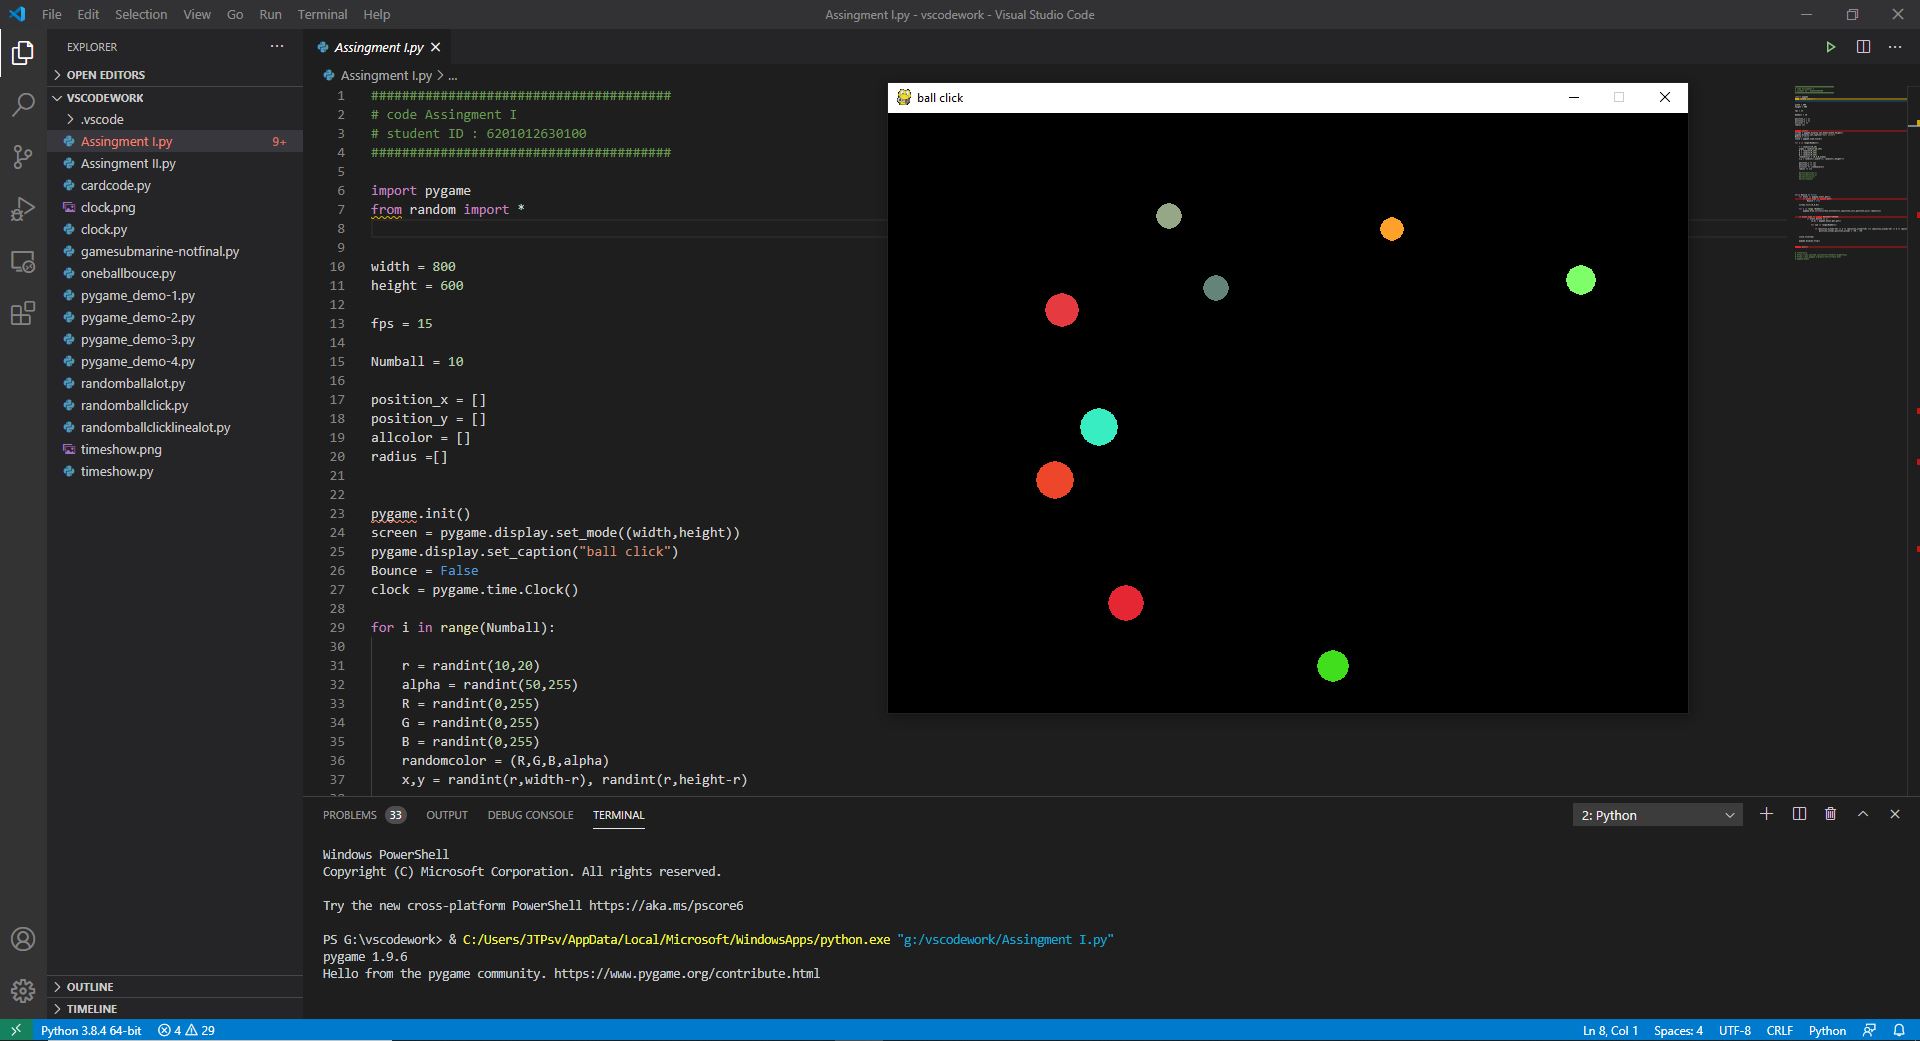 File Edit Selection View Go Run Terminal Help
Assingment I.py - vscodework - Visual Studio Code
EXPLORER
OPEN EDITORS
VSCODEWORK
.vscode
Assingment I.py 9+
Assingment II.py
cardcode.py
clock.png
clock.py
gamesubmarine-notfinal.py
oneballbouce.py
pygame_demo-1.py
pygame_demo-2.py
pygame_demo-3.py
pygame_demo-4.py
randomballalot.py
randomballclick.py
randomballclicklinealot.py
timeshow.png
timeshow.py
OUTLINE
TIMELINE
Assingment I.py
Assingment I.py > ...
1 #######################################
2 # code Assingment I
3 # student ID : 6201012630100
4 #######################################
5
6 import pygame
7 from random import *
8
9
10 width = 800
11 height = 600
12
13 fps = 15
14
15 Numball = 10
16
17 position_x = []
18 position_y = []
19 allcolor = []
20 radius =[]
21
22
23 pygame.init()
24 screen = pygame.display.set_mode((width,height))
25 pygame.display.set_caption("ball click")
26 Bounce = False
27 clock = pygame.time.Clock()
28
29 for i in range(Numball):
30
31 r = randint(10,20)
32 alpha = randint(50,255)
33 R = randint(0,255)
34 G = randint(0,255)
35 B = randint(0,255)
36 randomcolor = (R,G,B,alpha)
37 x,y = randint(r,width-r), randint(r,height-r)
ball click
PROBLEMS 33 OUTPUT DEBUG CONSOLE TERMINAL
2: Python
Windows PowerShell
Copyright (C) Microsoft Corporation. All rights reserved.
Try the new cross-platform PowerShell https://aka.ms/pscore6
PS G:\vscodework> & C:/Users/JTPsv/AppData/Local/Microsoft/WindowsApps/python.exe "g:/vscodework/Assingment I.py"
pygame 1.9.6
Hello from the pygame community. https://www.pygame.org/contribute.html
Python 3.8.4 64-bit 4 29
Ln 8, Col 1 Spaces: 4 UTF-8 CRLF Python